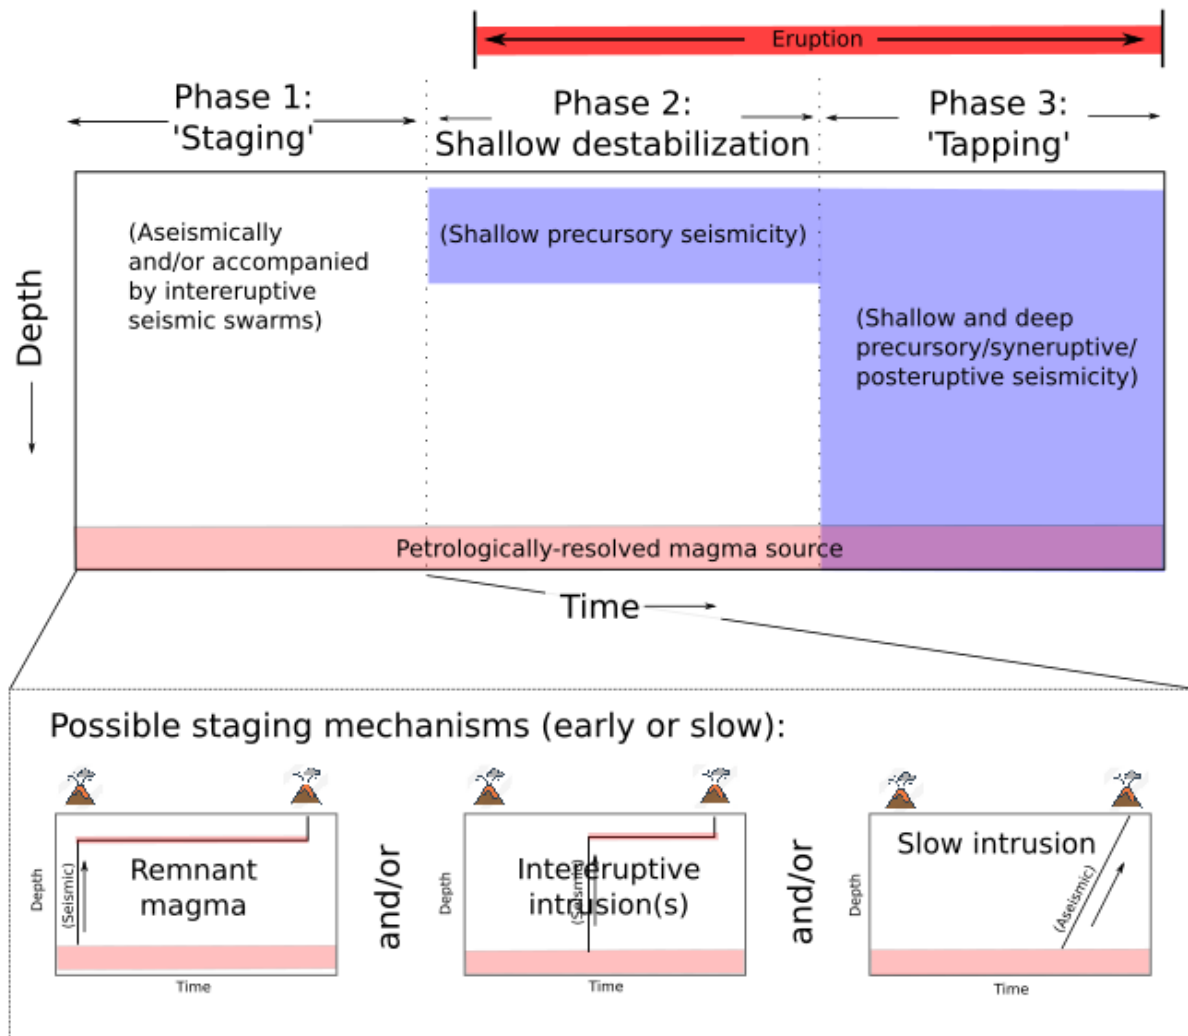 Eruption
Phase 1:
'Staging'
Phase 2:
Shallow destabilization
Phase 3:
'Tapping'
Depth
(Aseismically
and/or accompanied
by intereruptive
seismic swarms)
(Shallow precursory seismicity)
(Shallow and deep
precursory/syneruptive/
posteruptive seismicity)
Petrologically-resolved magma source
Time
Possible staging mechanisms (early or slow):
Depth
(Seismic)
Remnant
magma
Time
and/or
Depth
(Seismic)
Intereruptive
intrusion(s)
Time
and/or
Depth
Slow intrusion
(Aseismic)
Time